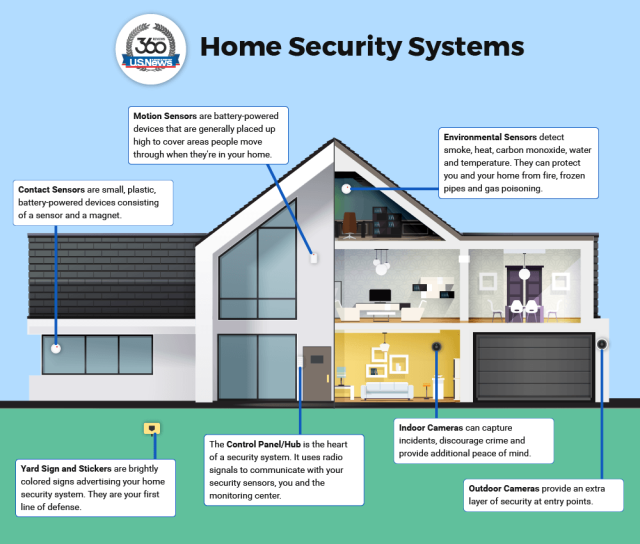 360
REVIEWS
U.S.News
Home Security Systems
Motion Sensors are battery-powered
devices that are generally placed up
high to cover areas people move
through when they're in your home.
Environmental Sensors detect
smoke, heat, carbon monoxide, water
and temperature. They can protect
you and your home from fire, frozen
pipes and gas poisoning.
Contact Sensors are small, plastic,
battery-powered devices consisting
of a sensor and a magnet.
Yard Sign and Stickers are brightly
colored signs advertising your home
security system. They are your first
line of defense.
The Control Panel/Hub is the heart
of a security system. It uses radio
signals to communicate with your
security sensors, you and the
monitoring center.
Indoor Cameras can capture
incidents, discourage crime and
provide additional peace of mind.
Outdoor Cameras provide an extra
layer of security at entry points.